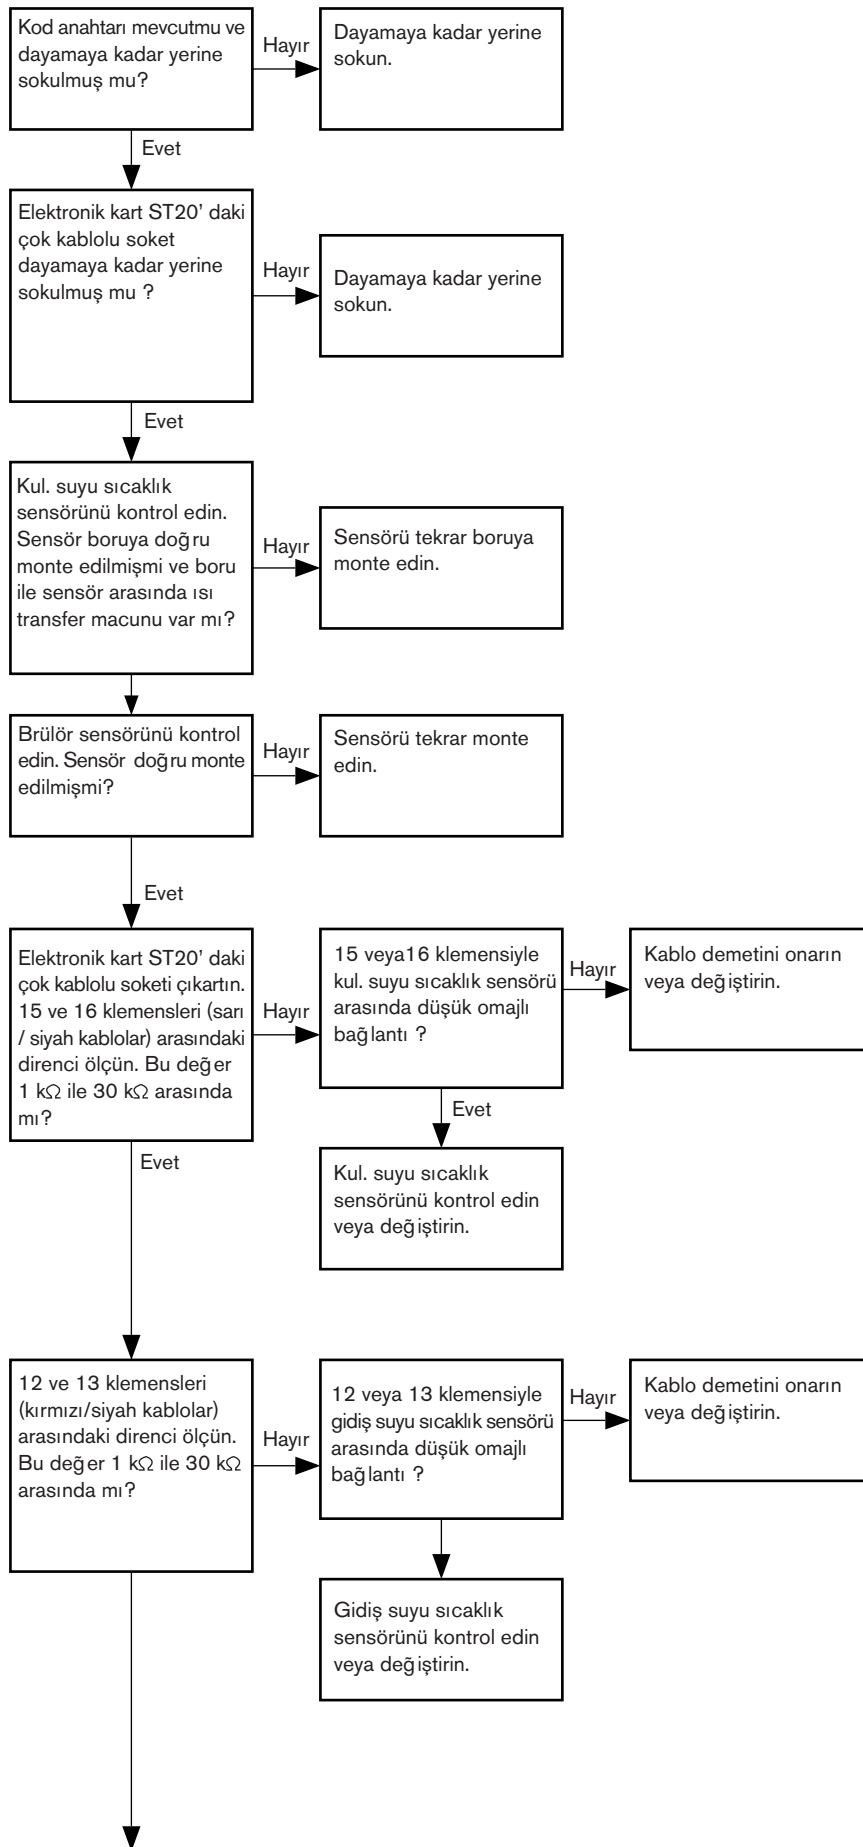 Kod anahtarı mevcutmu ve
dayamaya kadar yerine
sokulmuş mu?
Hayır
Dayamaya kadar yerine
sokun.
Evet
Elektronik kart ST20’ daki
çok kablolu soket
dayamaya kadar yerine
sokulmuş mu ?
Hayır
Dayamaya kadar yerine
sokun.
Evet
Kul. suyu sıcaklık
sensörünü kontrol edin.
Sensör boruya doğru
monte edilmişmi ve boru
ile sensör arasında ısı
transfer macunu var mı?
Hayır
Sensörü tekrar boruya
monte edin.
Brülör sensörünü kontrol
edin. Sensör doğru monte
edilmişmi?
Hayır
Sensörü tekrar monte
edin.
Evet
Elektronik kart ST20’ daki
çok kablolu soketi çıkartın.
15 ve 16 klemensleri (sarı
/ siyah kablolar) arasındaki
direnci ölçün. Bu değer
1 kΩ ile 30 kΩ arasında
mı?
Hayır
15 veya16 klemensiyle
kul. suyu sıcaklık sensörü
arasında düşük omajlı
bağlantı ?
Hayır
Kablo demetini onarın
veya değiştirin.
Evet
Kul. suyu sıcaklık
sensörünü kontrol edin
veya değiştirin.
Evet
12 ve 13 klemensleri
(kırmızı/siyah kablolar)
arasındaki direnci ölçün.
Bu değer 1 kΩ ile 30 kΩ
arasında mı?
Hayır
12 veya 13 klemensiyle
gidiş suyu sıcaklık sensörü
arasında düşük omajlı
bağlantı ?
Hayır
Kablo demetini onarın
veya değiştirin.
Gidiş suyu sıcaklık
sensörünü kontrol edin
veya değiştirin.